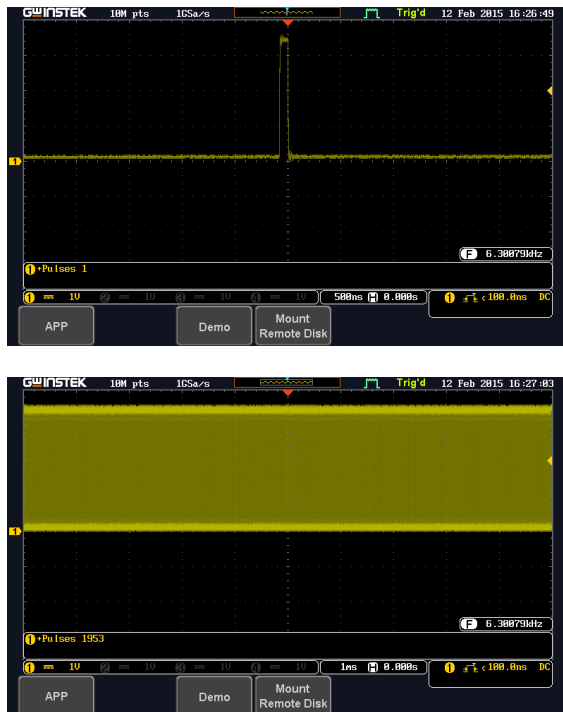 GWINSTEK 10M pts 1GSa/s Trig'd 12 Feb 2015 16:26:49
1
F 6.30079kHz
1 +Pulses 1
1 1V 2 1V 3 1V 4 1V 500ns H 0.000s 1 <100.0ns DC
APP Demo Mount
Remote Disk
GWINSTEK 10M pts 1GSa/s Trig'd 12 Feb 2015 16:27:03
1
F 6.30079kHz
1 +Pulses 1953
1 1V 2 1V 3 1V 4 1V 1ms H 0.000s 1 <100.0ns DC
APP Demo Mount
Remote Disk